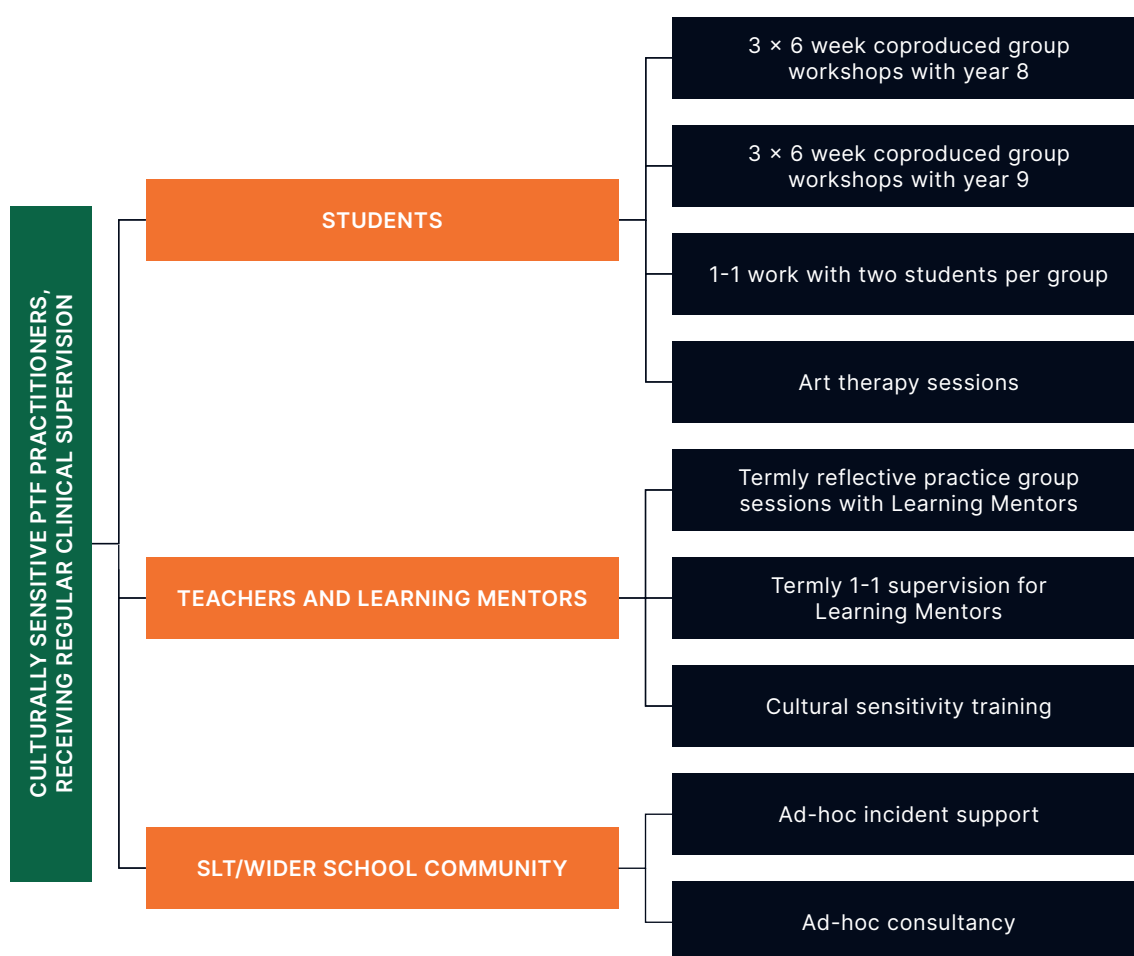 CULTURALLY SENSITIVE PTF PRACTITIONERS,
RECEIVING REGULAR CLINICAL SUPERVISION
STUDENTS
3 × 6 week coproduced group
workshops with year 8
3 × 6 week coproduced group
workshops with year 9
1-1 work with two students per group
Art therapy sessions
TEACHERS AND LEARNING MENTORS
Termly reflective practice group
sessions with Learning Mentors
Termly 1-1 supervision for
Learning Mentors
Cultural sensitivity training
SLT/WIDER SCHOOL COMMUNITY
Ad-hoc incident support
Ad-hoc consultancy